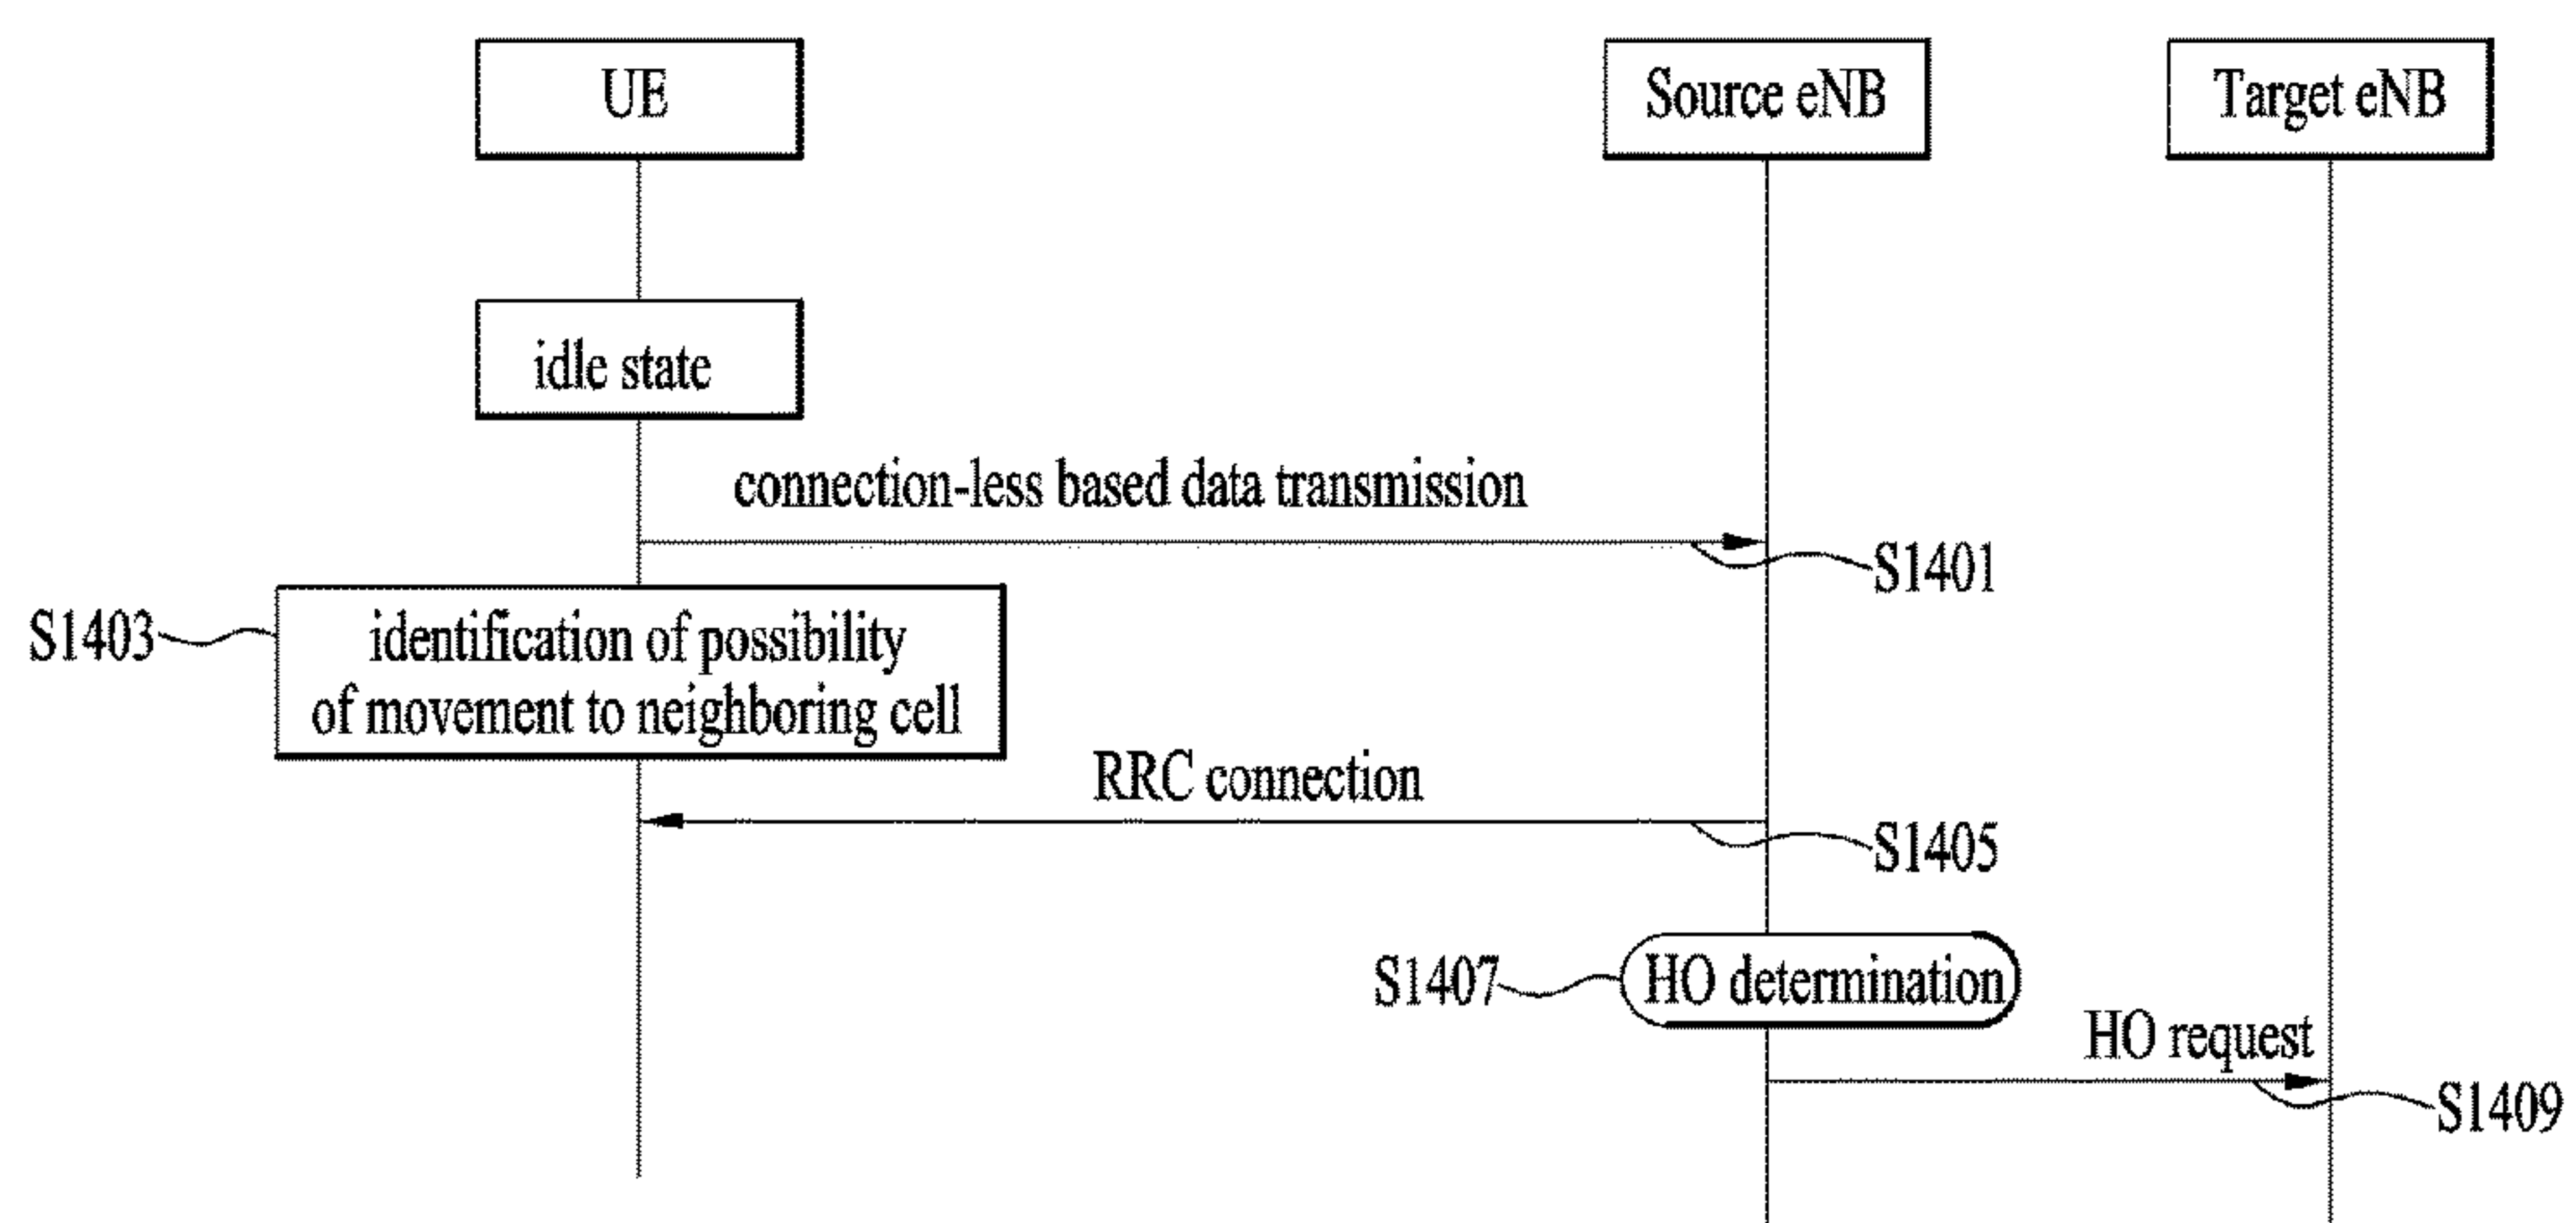 UE
Source eNB
Target eNB
idle state
connection-less based data transmission
S1401
S1403
identification of possibility
of movement to neighboring cell
RRC connection
S1405
S1407
HO determination
HO request
S1409